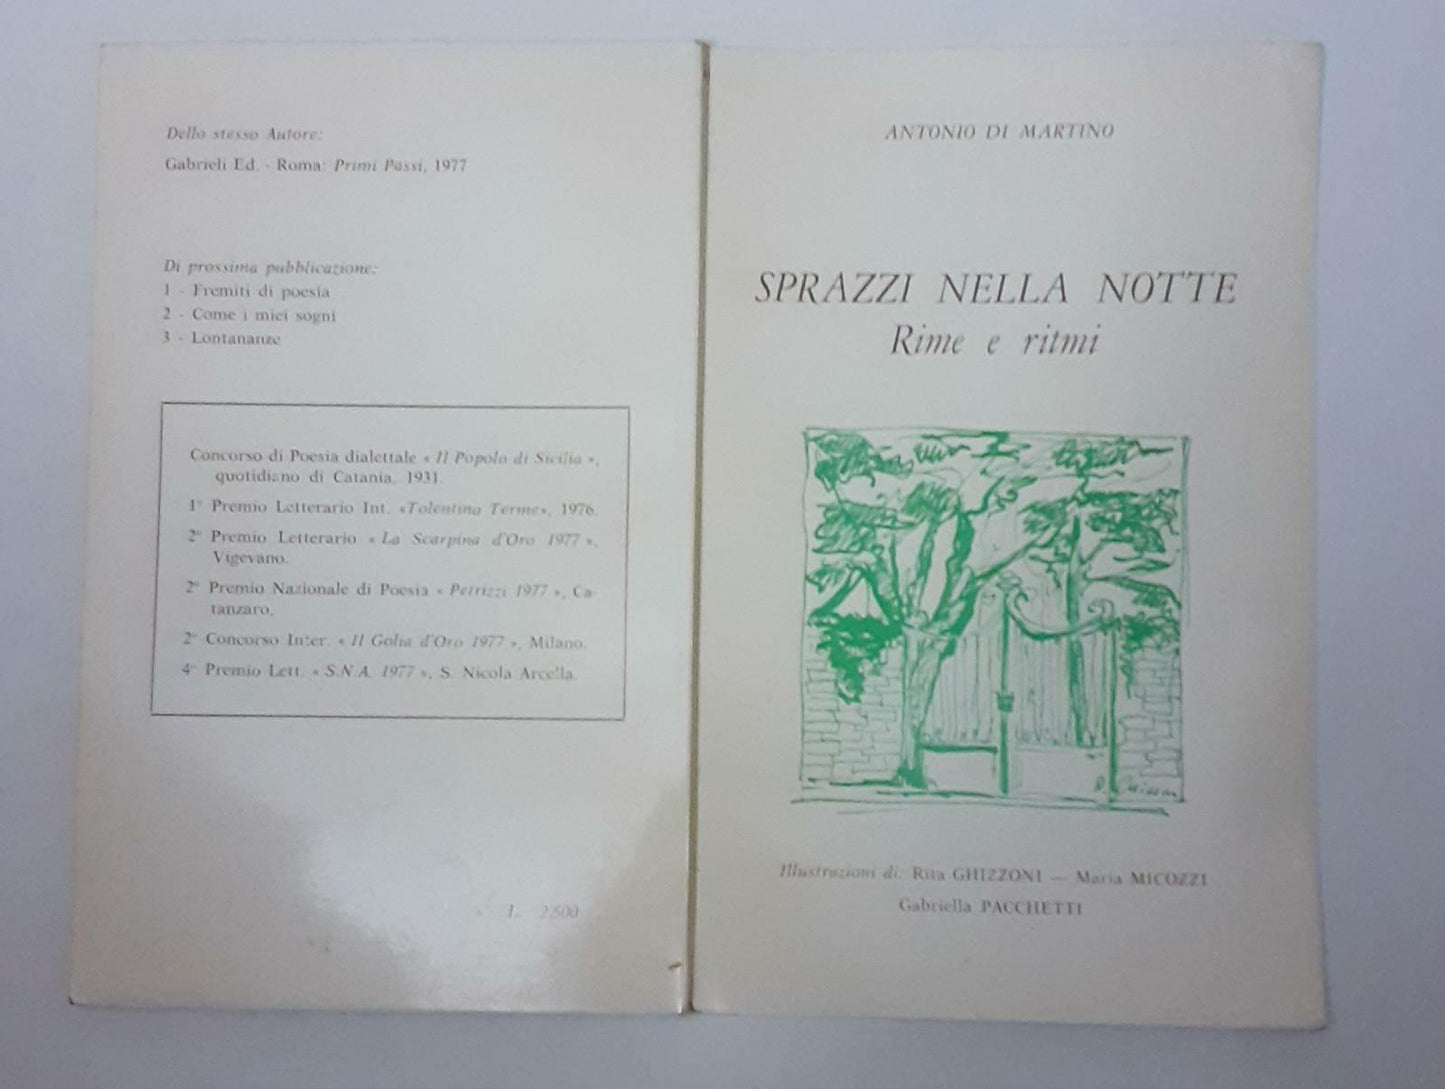 Dello stesso Autore:
Gabrieli Ed. - Roma: Primi Passi, 1977
Di prossima pubblicazione:
1 - Fremiti di poesia
2 - Come i miei sogni
3 - Lontananze
Concorso di Poesia dialettale « Il Popolo di Sicilia »,
quotidiano di Catania, 1931.
1° Premio Letterario Int. «Tolentino Terme», 1976.
2° Premio Letterario « La Scarpina d'Oro 1977 »,
Vigevano.
2° Premio Nazionale di Poesia « Petrizzi 1977 », Ca-
tanzaro.
2° Concorso Inter. « Il Golia d'Oro 1977 », Milano.
4° Premio Lett. « S.N.A. 1977 », S. Nicola Arcella.
L. 2.500
ANTONIO DI MARTINO
SPRAZZI NELLA NOTTE
Rime e ritmi
Illustrazioni di: Rita GHIZZONI — Maria MICOZZI
Gabriella PACCHETTI